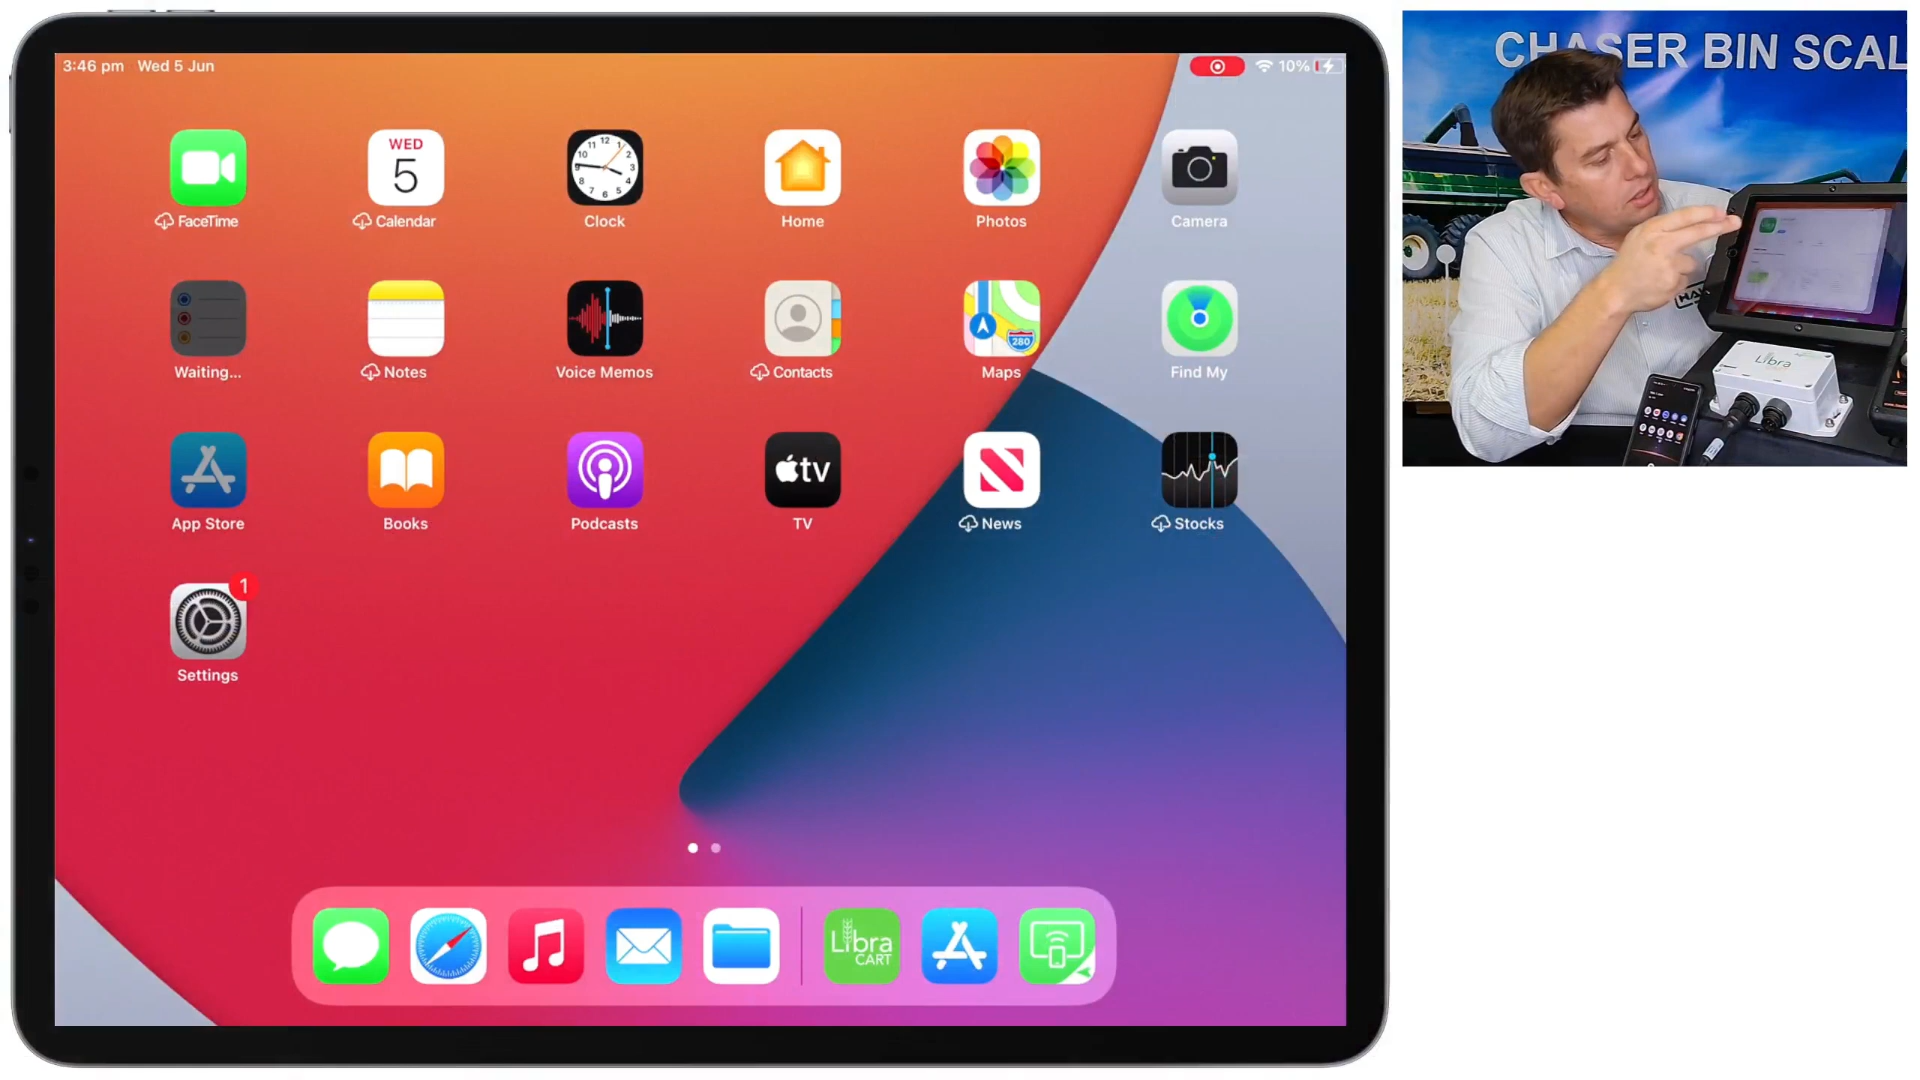 3:46 pm Wed 5 Jun
10%
WED
5
FaceTime
Calendar
Clock
Home
Photos
Camera
Waiting...
Notes
Voice Memos
Contacts
280
Maps
Find My
App Store
Books
Podcasts
tv
TV
News
Stocks
1
Settings
Libra
CART
CHASER BIN SCAL
Libra